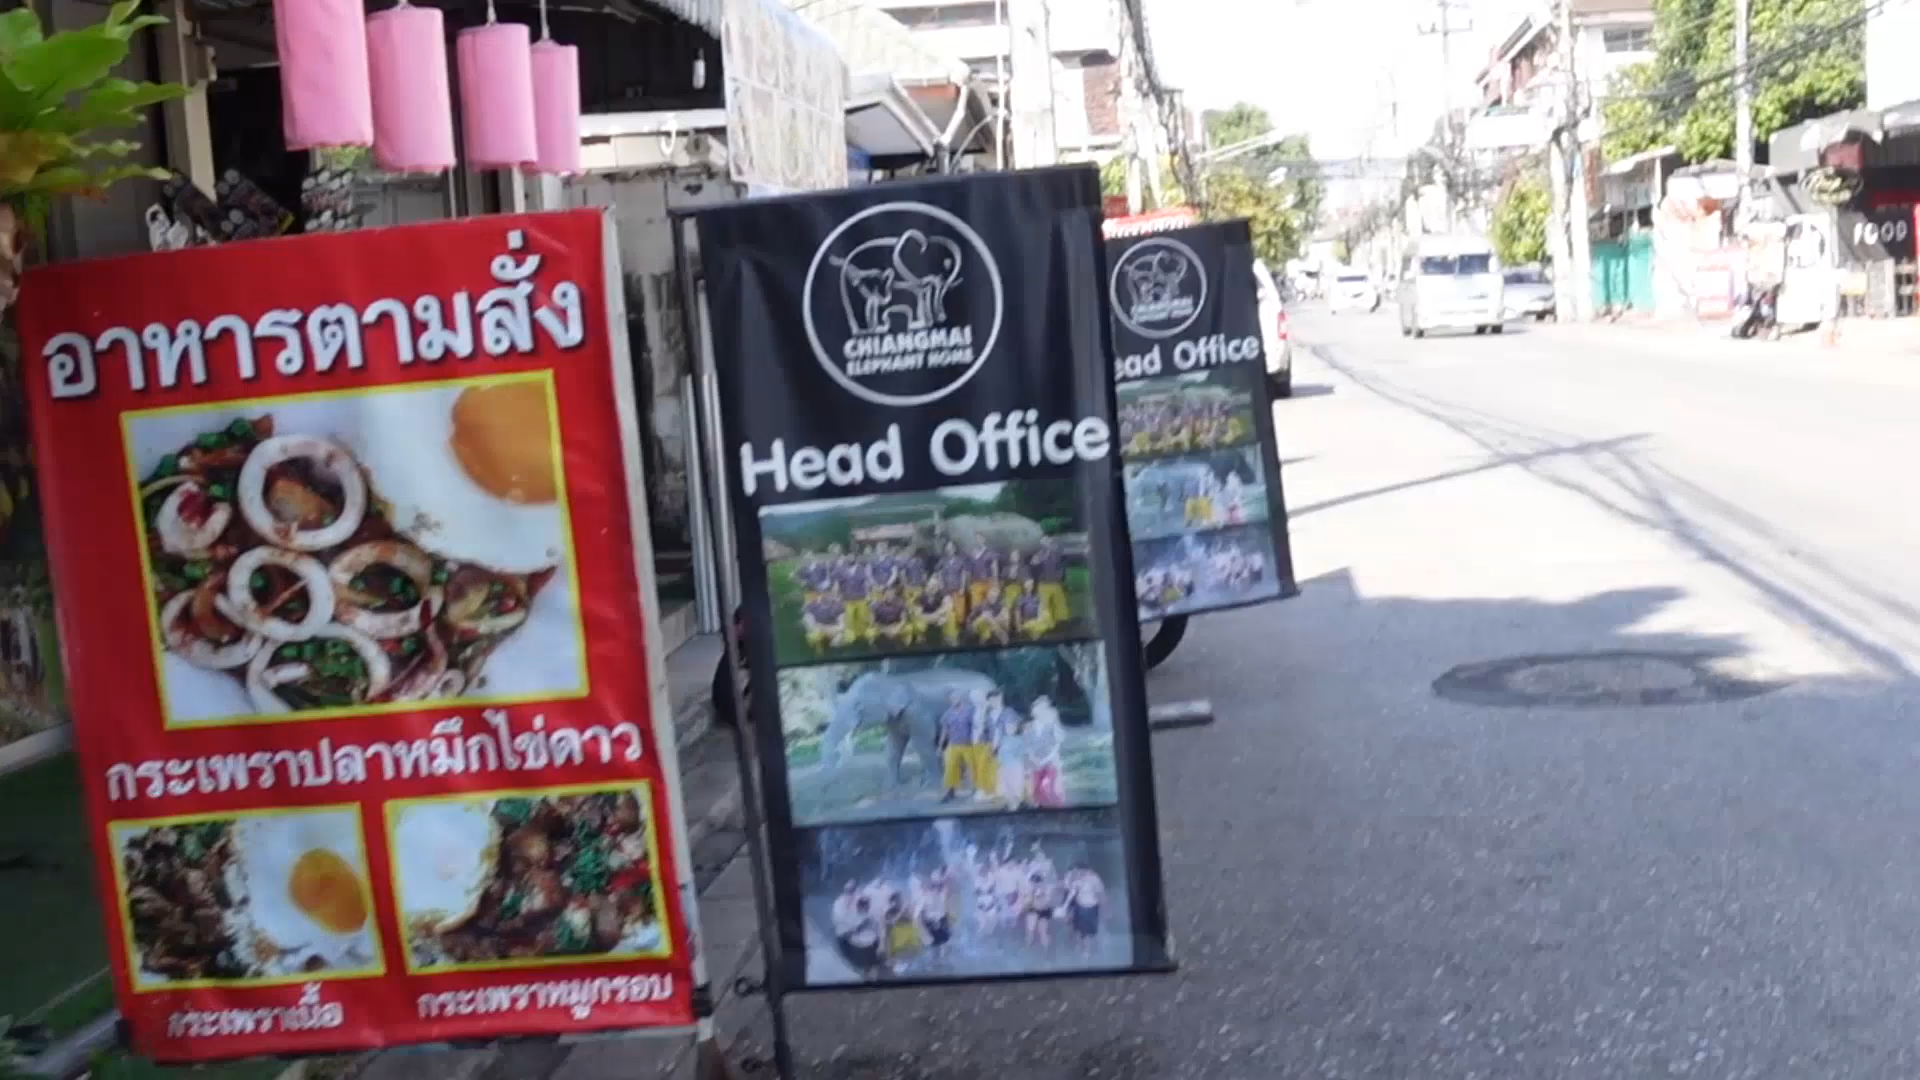 อาหารตามสั่ง
กระเพราปลาหมึกไข่ดาว
กระเพราเนื้อ
กระเพราหมูกรอบ
CHIANGMAI
ELEPHANT HOME
Head Office
ead Office
FOOD